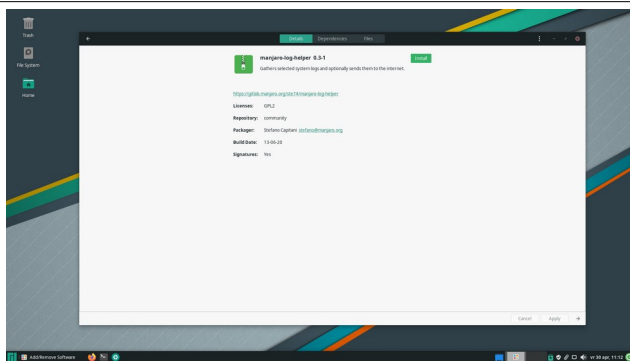 Trash
File System
Home
Details Dependencies Files
manjaro-log-helper 0.3-1
Install
Gathers selected system logs and optionally sends them to the internet.
https://gitlab.manjaro.org/ste74/manjaro-log-helper
Licenses: GPL2
Repository: community
Packager: Stefano Capitani stefano@manjaro.org
Build Date: 13-06-20
Signatures: Yes
Cancel Apply
Add/Remove Software
vr 30 apr, 11:12